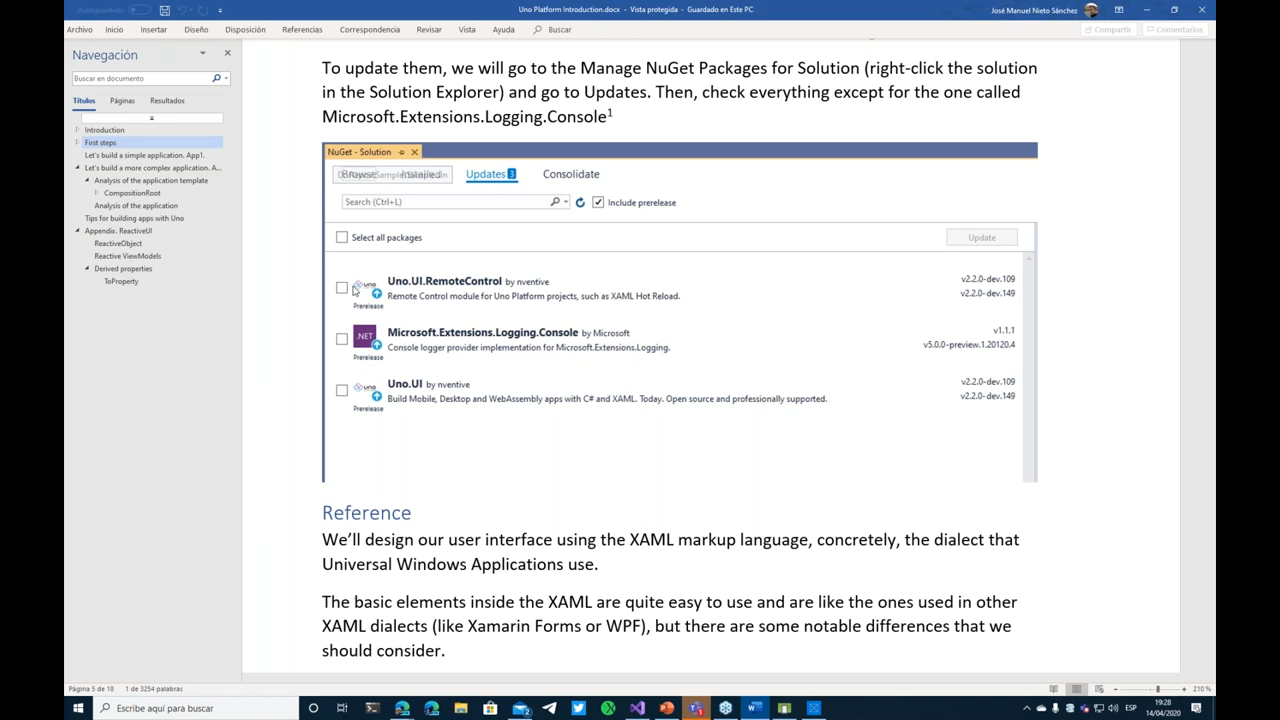 Autoguardado
Uno Platform Introduction.docx - Vista protegida - Guardado en Este PC
José Manuel Nieto Sánchez
Archivo Inicio Insertar Diseño Disposición Referencias Correspondencia Revisar Vista Ayuda Buscar
Compartir Comentarios
Navegación
Buscar en documento
Títulos Páginas Resultados
Introduction
First steps
Let's build a simple application. App1.
Let's build a more complex application. A...
Analysis of the application template
CompositionRoot
Analysis of the application
Tips for building apps with Uno
Appendix. ReactiveUI
ReactiveObject
Reactive ViewModels
Derived properties
ToProperty
To update them, we will go to the Manage NuGet Packages for Solution (right-click the solution
in the Solution Explorer) and go to Updates. Then, check everything except for the one called
Microsoft.Extensions.Logging.Console1
NuGet - Solution
Browse Installed Updates 3 Consolidate
Search (Ctrl+L) Include prerelease
Select all packages Update
Uno.UI.RemoteControl by nventive v2.2.0-dev.109
Remote Control module for Uno Platform projects, such as XAML Hot Reload. v2.2.0-dev.149
Prerelease
Microsoft.Extensions.Logging.Console by Microsoft v1.1.1
.NET
Console logger provider implementation for Microsoft.Extensions.Logging. v5.0.0-preview.1.20120.4
Prerelease
Uno.UI by nventive v2.2.0-dev.109
Build Mobile, Desktop and WebAssembly apps with C# and XAML. Today. Open source and professionally supported. v2.2.0-dev.149
Prerelease
Reference
We'll design our user interface using the XAML markup language, concretely, the dialect that
Universal Windows Applications use.
The basic elements inside the XAML are quite easy to use and are like the ones used in other
XAML dialects (like Xamarin Forms or WPF), but there are some notable differences that we
should consider.
Página 5 de 18 1 de 3254 palabras 210 %
Escribe aquí para buscar
ESP
19:28
14/04/2020